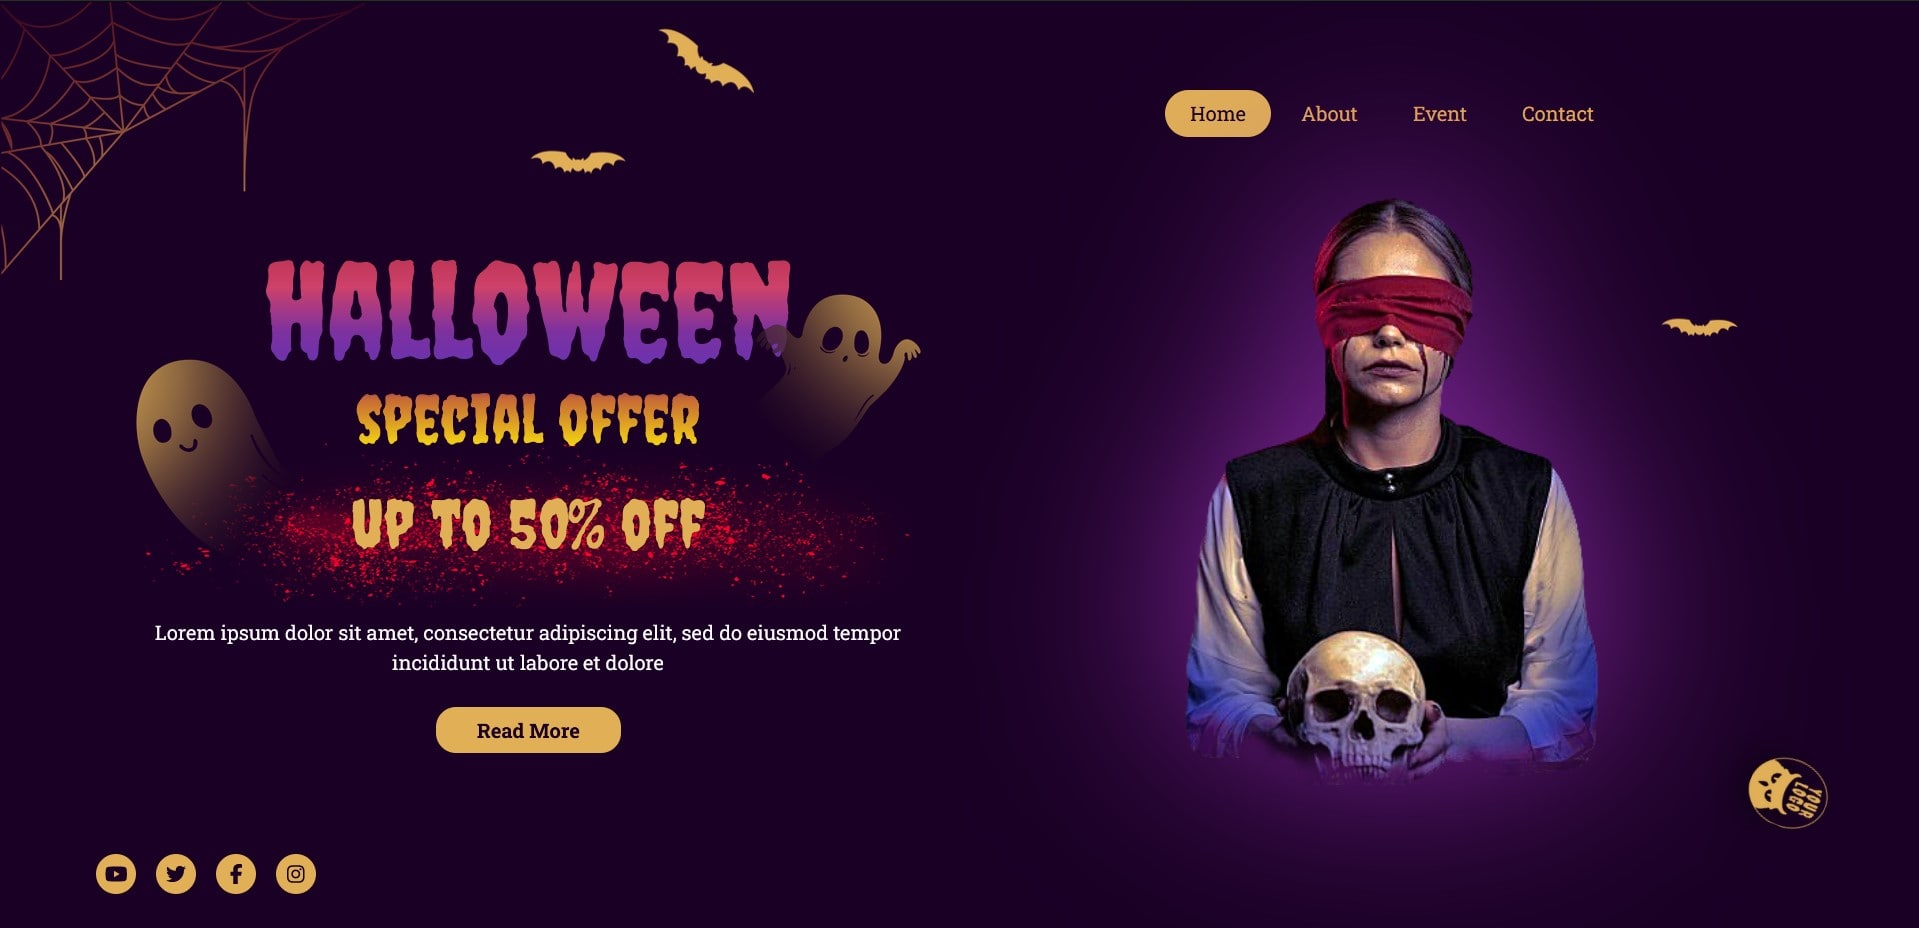 Home About Event Contact
HALLOWEEN
SPECIAL OFFER
UP TO 50% OFF
Lorem ipsum dolor sit amet, consectetur adipiscing elit, sed do eiusmod tempor
incididunt ut labore et dolore
Read More
YOUR
LOGO